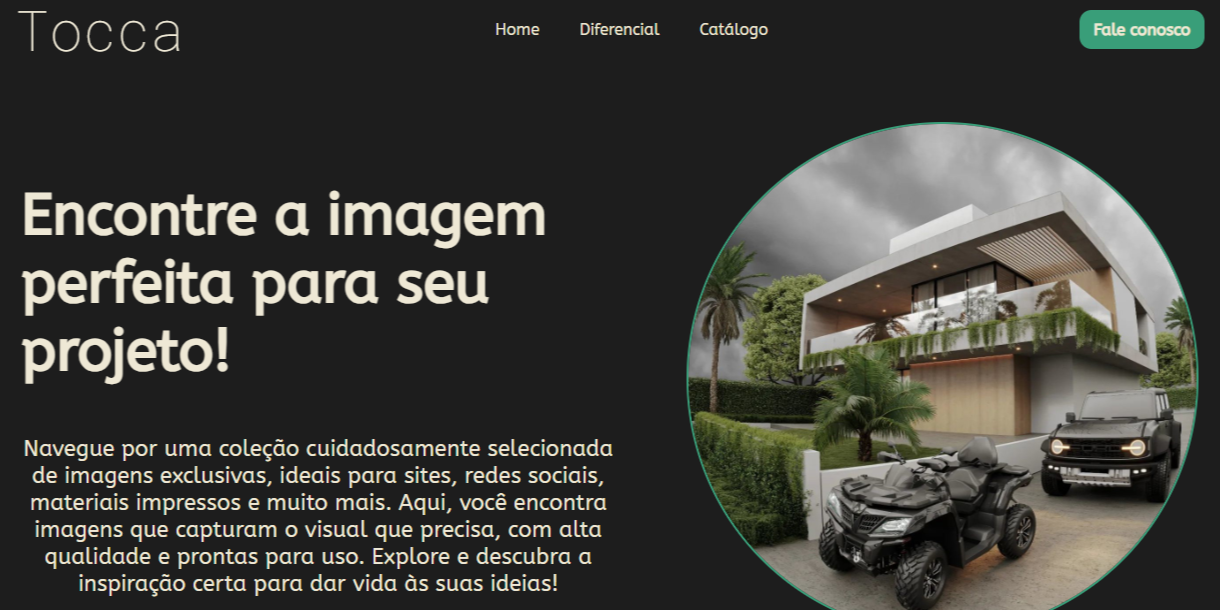 Tocca
Home
Diferencial
Catálogo
Fale conosco
Encontre a imagem
perfeita para seu
projeto!
Navegue por uma coleção cuidadosamente selecionada
de imagens exclusivas, ideais para sites, redes sociais,
materiais impressos e muito mais. Aqui, você encontra
imagens que capturam o visual que precisa, com alta
qualidade e prontas para uso. Explore e descubra a
inspiração certa para dar vida às suas ideias!